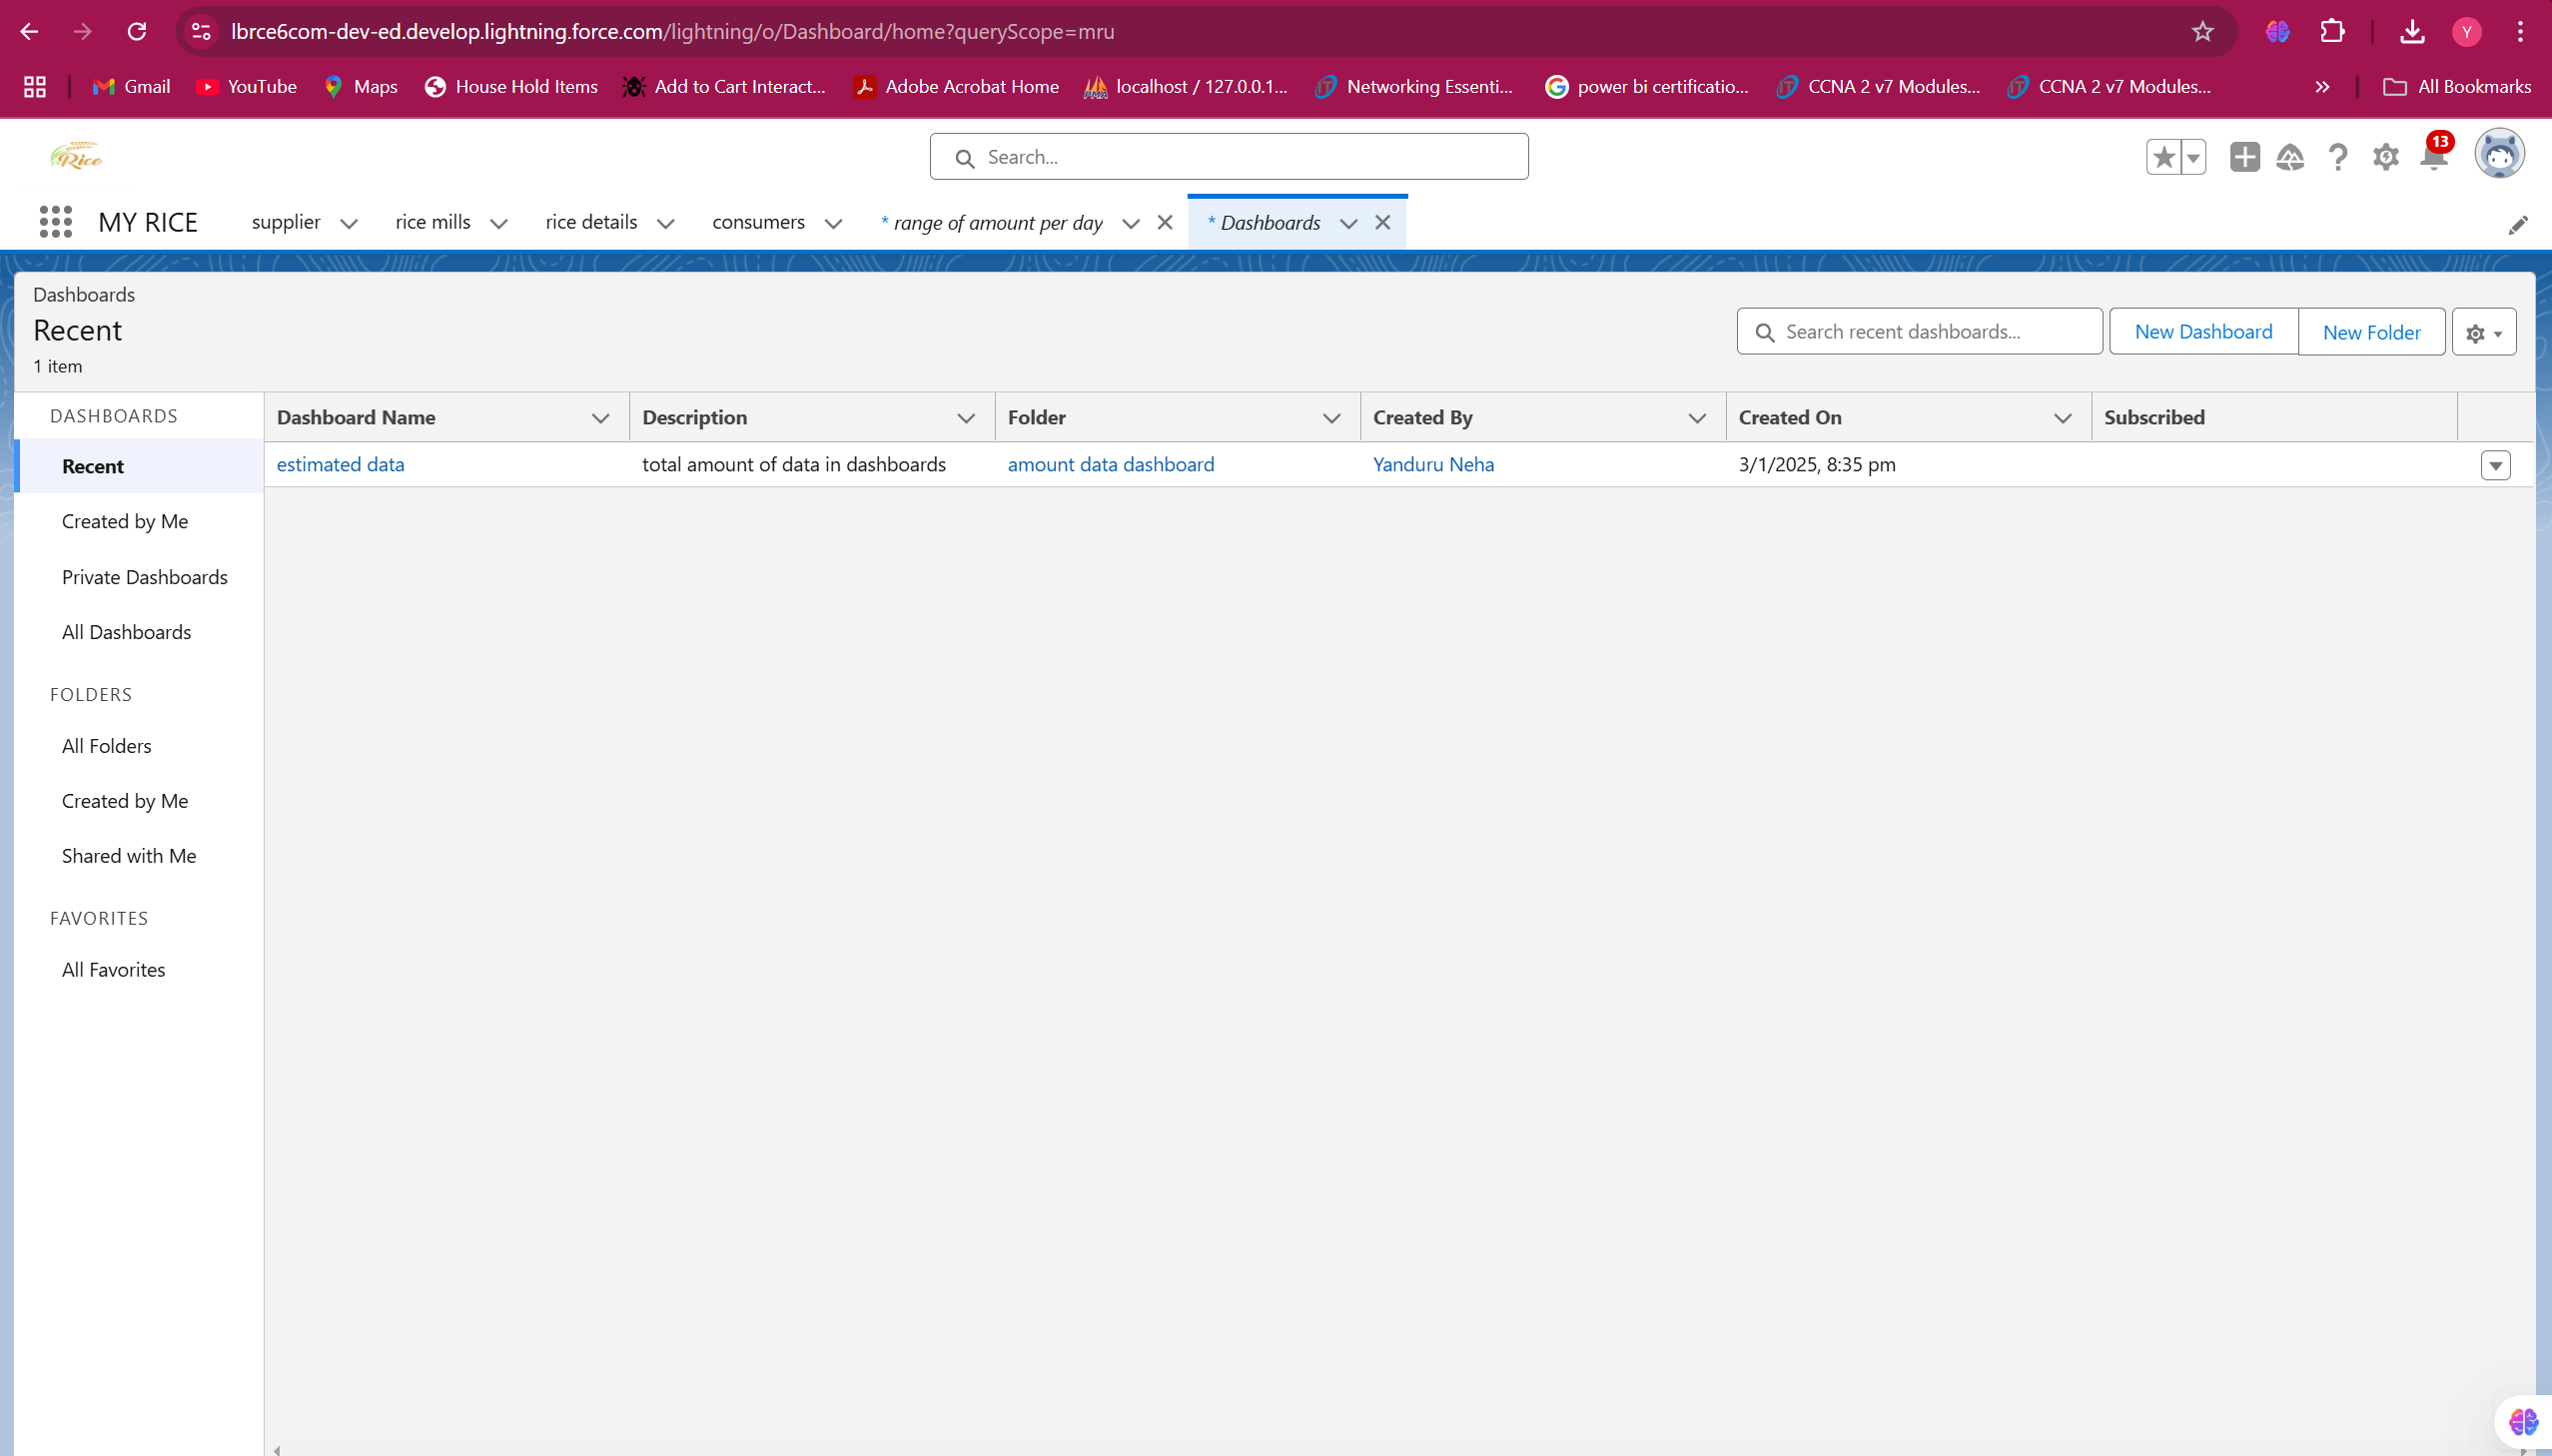 lbrce6com-dev-ed.develop.lightning.force.com/lightning/o/Dashboard/home?queryScope=mru
Y
Gmail YouTube Maps House Hold Items Add to Cart Interact... Adobe Acrobat Home localhost / 127.0.0.1... Networking Essenti... power bi certificatio... CCNA 2 v7 Modules... CCNA 2 v7 Modules... » All Bookmarks
Rice
Search...
13
MY RICE supplier rice mills rice details consumers * range of amount per day * Dashboards
Dashboards
Recent
1 item
Search recent dashboards... New Dashboard New Folder
DASHBOARDS
Recent
Created by Me
Private Dashboards
All Dashboards
FOLDERS
All Folders
Created by Me
Shared with Me
FAVORITES
All Favorites
Dashboard Name Description Folder Created By Created On Subscribed
estimated data total amount of data in dashboards amount data dashboard Yanduru Neha 3/1/2025, 8:35 pm